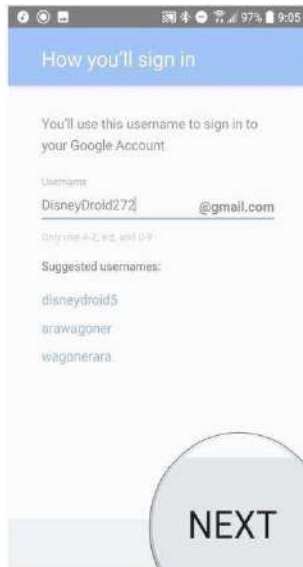 97% 9:05
How you'll sign in
You'll use this username to sign in to
your Google Account
Username
DisneyDroid272 @gmail.com
Only use A-Z, a-z, and 0-9
Suggested usernames:
disneydroid5
arawagoner
wagonerara
NEXT